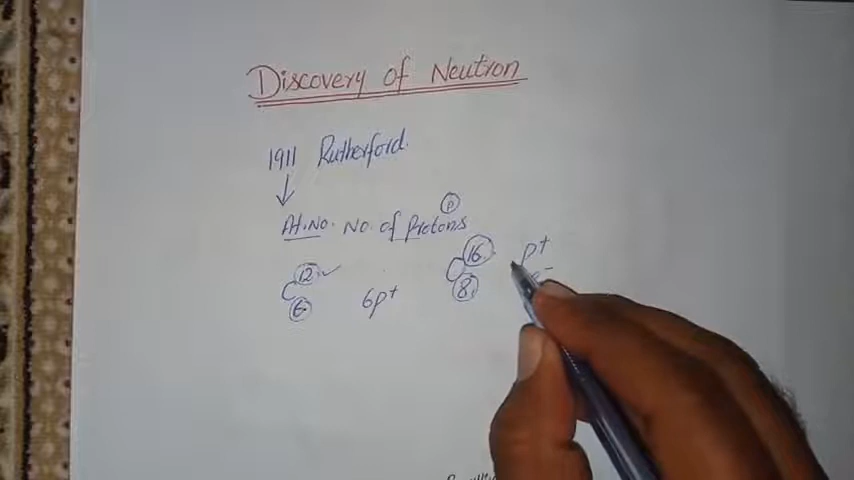 Discovery of Neutron
1911 Rutherford.
At.No. No. of Protons
p
C 12 6
6p+
O 16 8
p+
e-